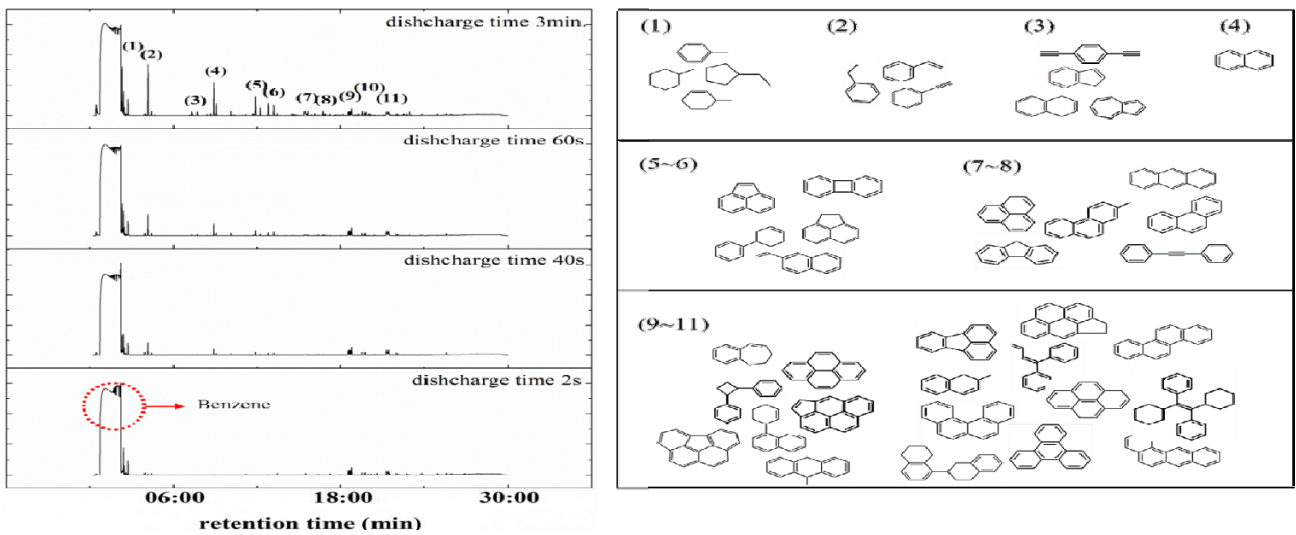 dishcharge time 3min
(1)
(2)
(3)
(4)
(5)
(6)
(7)
(8)
(9)
(10)
(11)
dishcharge time 60s
dishcharge time 40s
dishcharge time 2s
Benzene
06:00 18:00 30:00
retention time (min)
(1) (2) (3) (4)
(5~6) (7~8)
(9~11)